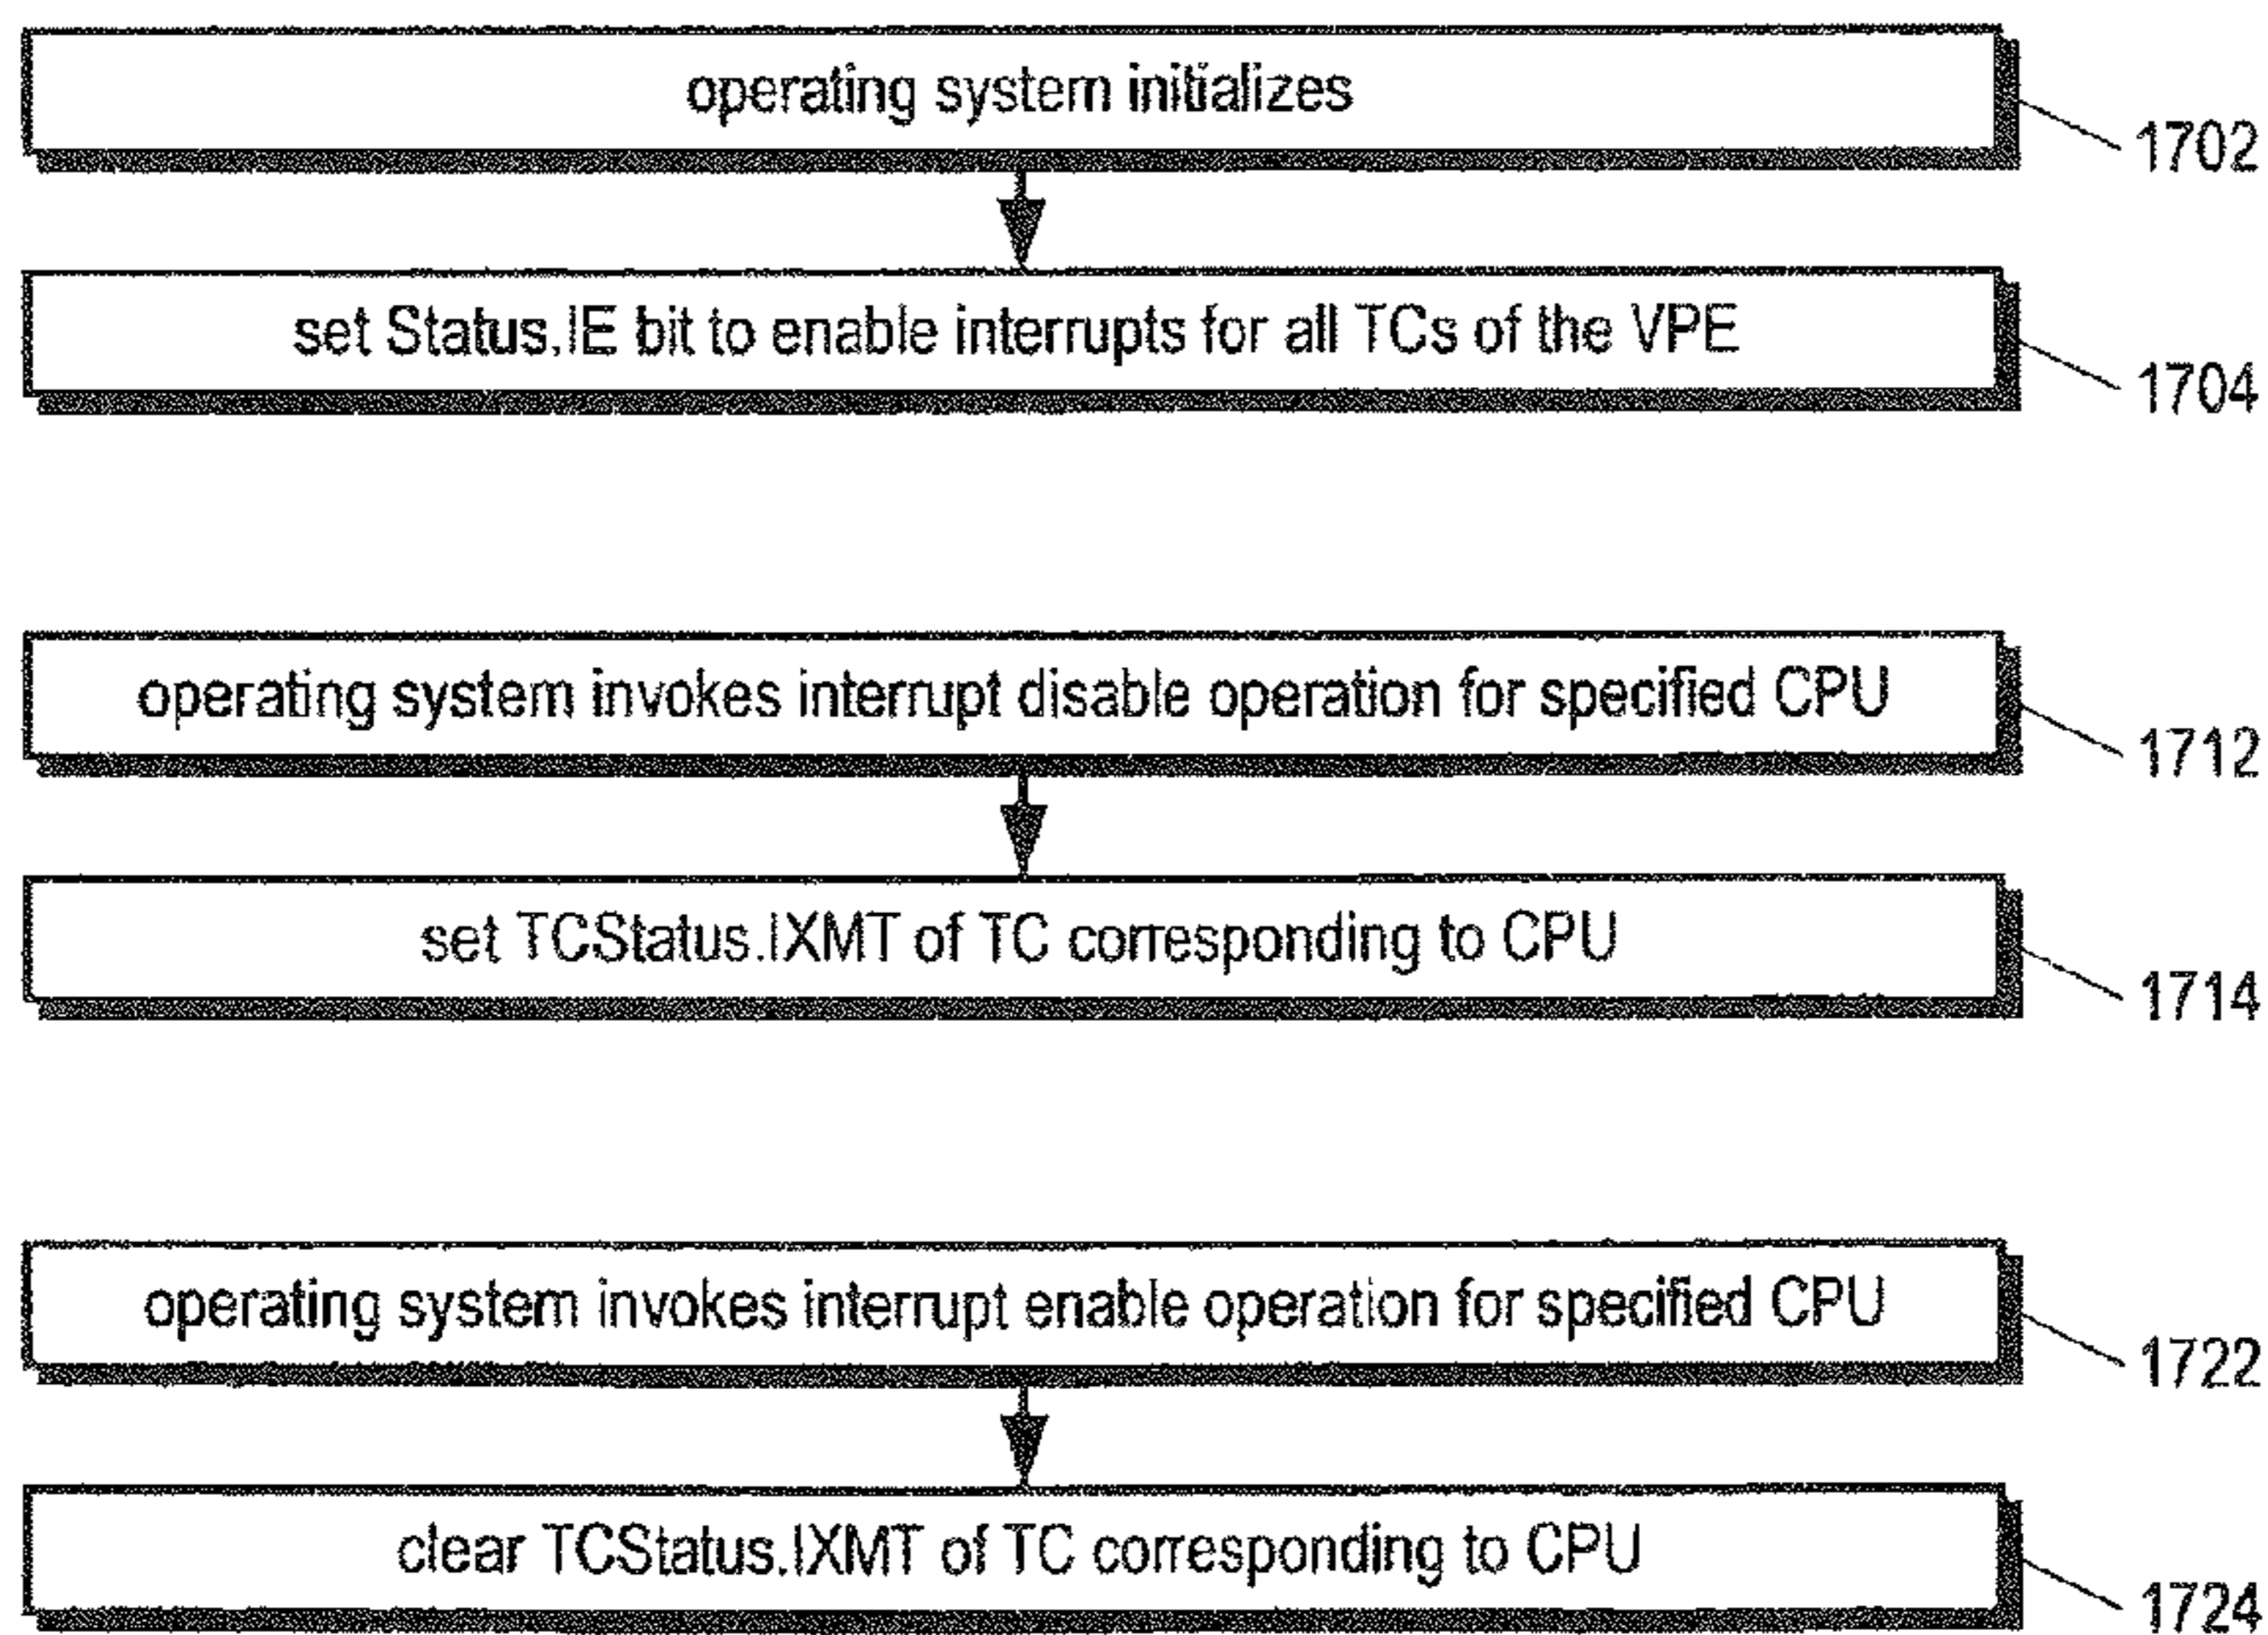 operating system initializes
1702
set Status.IE bit to enable interrupts for all TCs of the VPE
1704
operating system invokes interrupt disable operation for specified CPU
1712
set TCStatus.IXMT of TC corresponding to CPU
1714
operating system invokes interrupt enable operation for specified CPU
1722
clear TCStatus.IXMT of TC corresponding to CPU
1724